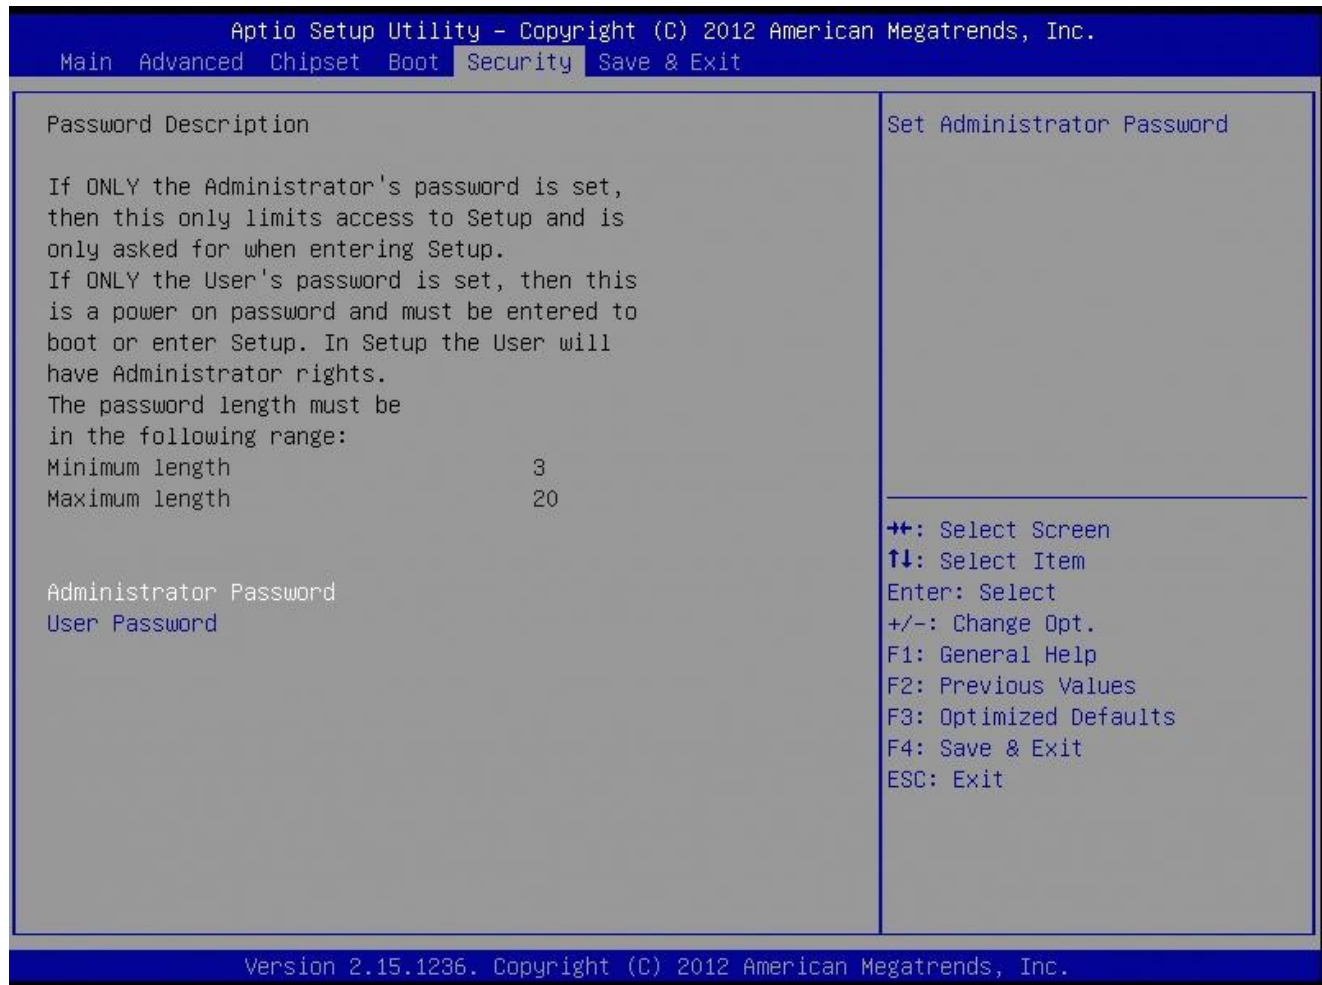 Aptio Setup Utility – Copyright (C) 2012 American Megatrends, Inc.
Main Advanced Chipset Boot Security Save & Exit
Password Description
If ONLY the Administrator's password is set,
then this only limits access to Setup and is
only asked for when entering Setup.
If ONLY the User's password is set, then this
is a power on password and must be entered to
boot or enter Setup. In Setup the User will
have Administrator rights.
The password length must be
in the following range:
Minimum length 3
Maximum length 20
Administrator Password
User Password
Set Administrator Password
→←: Select Screen
↑↓: Select Item
Enter: Select
+/-: Change Opt.
F1: General Help
F2: Previous Values
F3: Optimized Defaults
F4: Save & Exit
ESC: Exit
Version 2.15.1236. Copyright (C) 2012 American Megatrends, Inc.